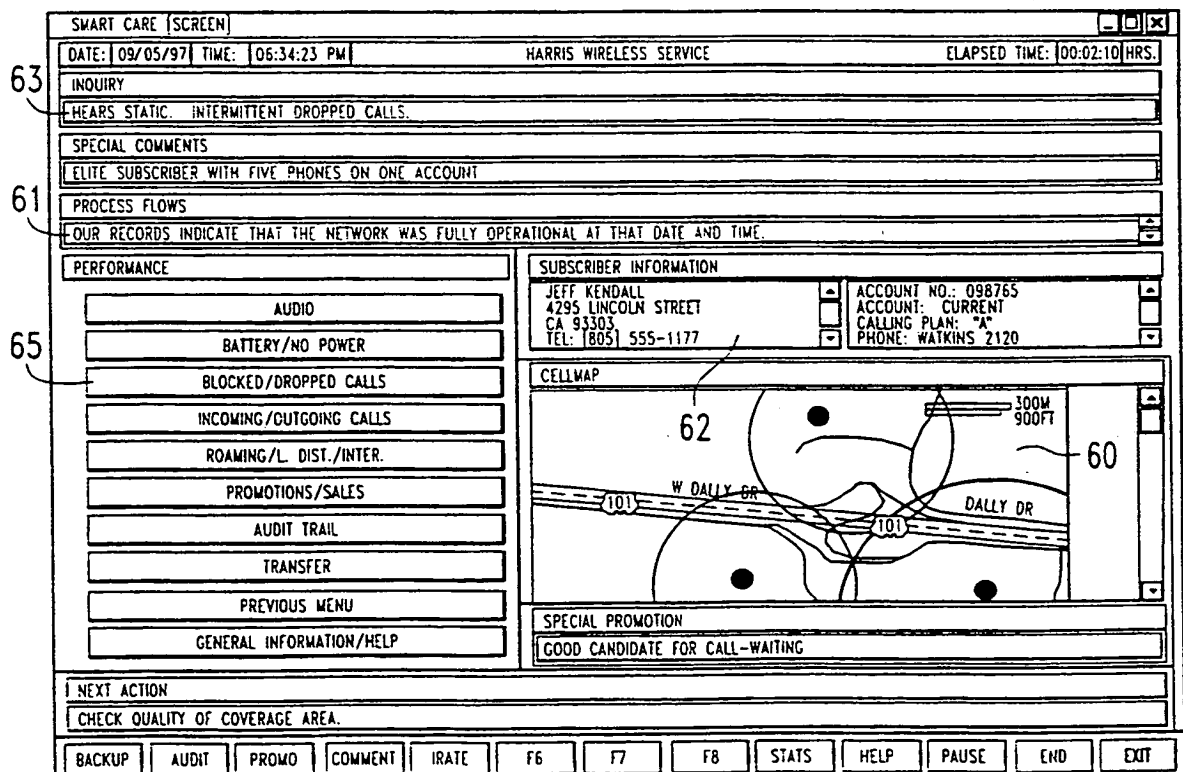 SMART CARE [SCREEN]
DATE: 09/05/97 TIME: 06:34:23 PM HARRIS WIRELESS SERVICE ELAPSED TIME: 00:02:10 HRS.
63
INQUIRY
HEARS STATIC. INTERMITTENT DROPPED CALLS.
SPECIAL COMMENTS
ELITE SUBSCRIBER WITH FIVE PHONES ON ONE ACCOUNT
61
PROCESS FLOWS
OUR RECORDS INDICATE THAT THE NETWORK WAS FULLY OPERATIONAL AT THAT DATE AND TIME.
PERFORMANCE
AUDIO
BATTERY/NO POWER
65
BLOCKED/DROPPED CALLS
INCOMING/OUTGOING CALLS
ROAMING/L. DIST./INTER.
PROMOTIONS/SALES
AUDIT TRAIL
TRANSFER
PREVIOUS MENU
GENERAL INFORMATION/HELP
SUBSCRIBER INFORMATION
JEFF KENDALL
4295 LINCOLN STREET
CA 93303
TEL: [805] 555-1177
ACCOUNT NO.: 098765
ACCOUNT: CURRENT
CALLING PLAN: "A"
PHONE: WATKINS 2120
62
CELLMAP
300M
900FT
60
W DALLY DR
DALLY DR
101
101
SPECIAL PROMOTION
GOOD CANDIDATE FOR CALL-WAITING
NEXT ACTION
CHECK QUALITY OF COVERAGE AREA.
BACKUP AUDIT PROMO COMMENT IRATE F6 F7 F8 STATS HELP PAUSE END EXIT